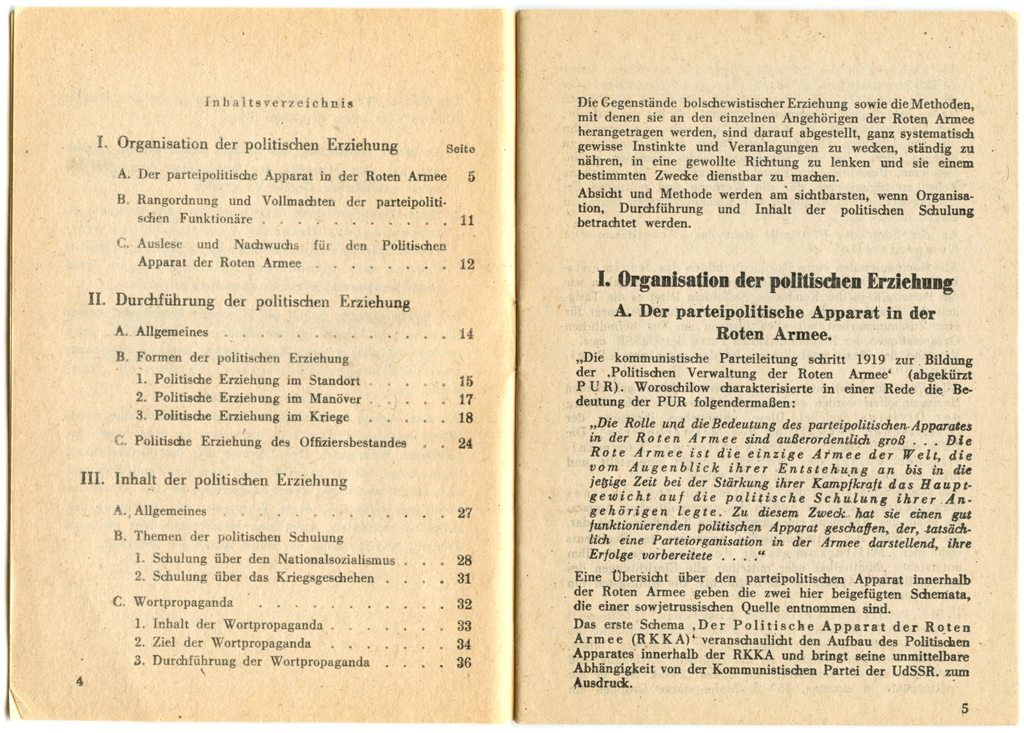 Inhaltsverzeichnis
I. Organisation der politischen Erziehung Seite
A. Der parteipolitische Apparat in der Roten Armee 5
B. Rangordnung und Vollmachten der parteipoliti-
schen Funktionäre . . . . . . . . . . . 11
C. Auslese und Nachwuchs für den Politischen
Apparat der Roten Armee . . . . . . . . 12
II. Durchführung der politischen Erziehung
A. Allgemeines . . . . . . . . . . . . . 14
B. Formen der politischen Erziehung
1. Politische Erziehung im Standort . . . . . 15
2. Politische Erziehung im Manöver . . . . . 17
3. Politische Erziehung im Kriege . . . . . . 18
C. Politische Erziehung des Offiziersbestandes . . 24
III. Inhalt der politischen Erziehung
A. Allgemeines . . . . . . . . . . . . . 27
B. Themen der politischen Schulung
1. Schulung über den Nationalsozialismus . . . 28
2. Schulung über das Kriegsgeschehen . . . . 31
C. Wortpropaganda . . . . . . . . . . . 32
1. Inhalt der Wortpropaganda . . . . . . . 33
2. Ziel der Wortpropaganda . . . . . . . . 34
3. Durchführung der Wortpropaganda . . . . 36
4
Die Gegenstände bolschewistischer Erziehung sowie die Methoden,
mit denen sie an den einzelnen Angehörigen der Roten Armee
herangetragen werden, sind darauf abgestellt, ganz systematisch
gewisse Instinkte und Veranlagungen zu wecken, ständig zu
nähren, in eine gewollte Richtung zu lenken und sie einem
bestimmten Zwecke dienstbar zu machen.
Absicht und Methode werden am sichtbarsten, wenn Organisa-
tion, Durchführung und Inhalt der politischen Schulung
betrachtet werden.
I. Organisation der politischen Erziehung
A. Der parteipolitische Apparat in der
Roten Armee.
„Die kommunistische Parteileitung schritt 1919 zur Bildung
der ‚Politischen Verwaltung der Roten Armee‘ (abgekürzt
PUR). Woroschilow charakterisierte in einer Rede die Be-
deutung der PUR folgendermaßen:
„Die Rolle und die Bedeutung des parteipolitischen Apparates
in der Roten Armee sind außerordentlich groß . . . Die
Rote Armee ist die einzige Armee der Welt, die
vom Augenblick ihrer Entstehung an bis in die
jetzige Zeit bei der Stärkung ihrer Kampfkraft das Haupt-
gewicht auf die politische Schulung ihrer An-
gehörigen legte. Zu diesem Zweck hat sie einen gut
funktionierenden politischen Apparat geschaffen, der, tatsäch-
lich eine Parteiorganisation in der Armee darstellend, ihre
Erfolge vorbereitete . . . .“
Eine Übersicht über den parteipolitischen Apparat innerhalb
der Roten Armee geben die zwei hier beigefügten Schemata,
die einer sowjetrussischen Quelle entnommen sind.
Das erste Schema ‚Der Politische Apparat der Roten
Armee (RKKA)‘ veranschaulicht den Aufbau des Politischen
Apparates innerhalb der RKKA und bringt seine unmittelbare
Abhängigkeit von der Kommunistischen Partei der UdSSR. zum
Ausdruck.
5